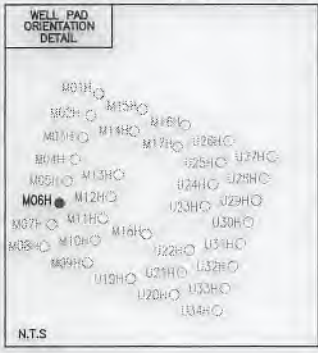 WELL PAD
ORIENTATION
DETAIL
M01H
M02H M15H M16H
M03H M14H M17H U26H
M04H U25H U27H
M05H M13H U24H U28H
M06H M12H U23H U29H
M07H M11H U30H
M08H M10H M18H U22H U31H
M09H U21H U32H
U19H U20H U33H
U34H
N.T.S